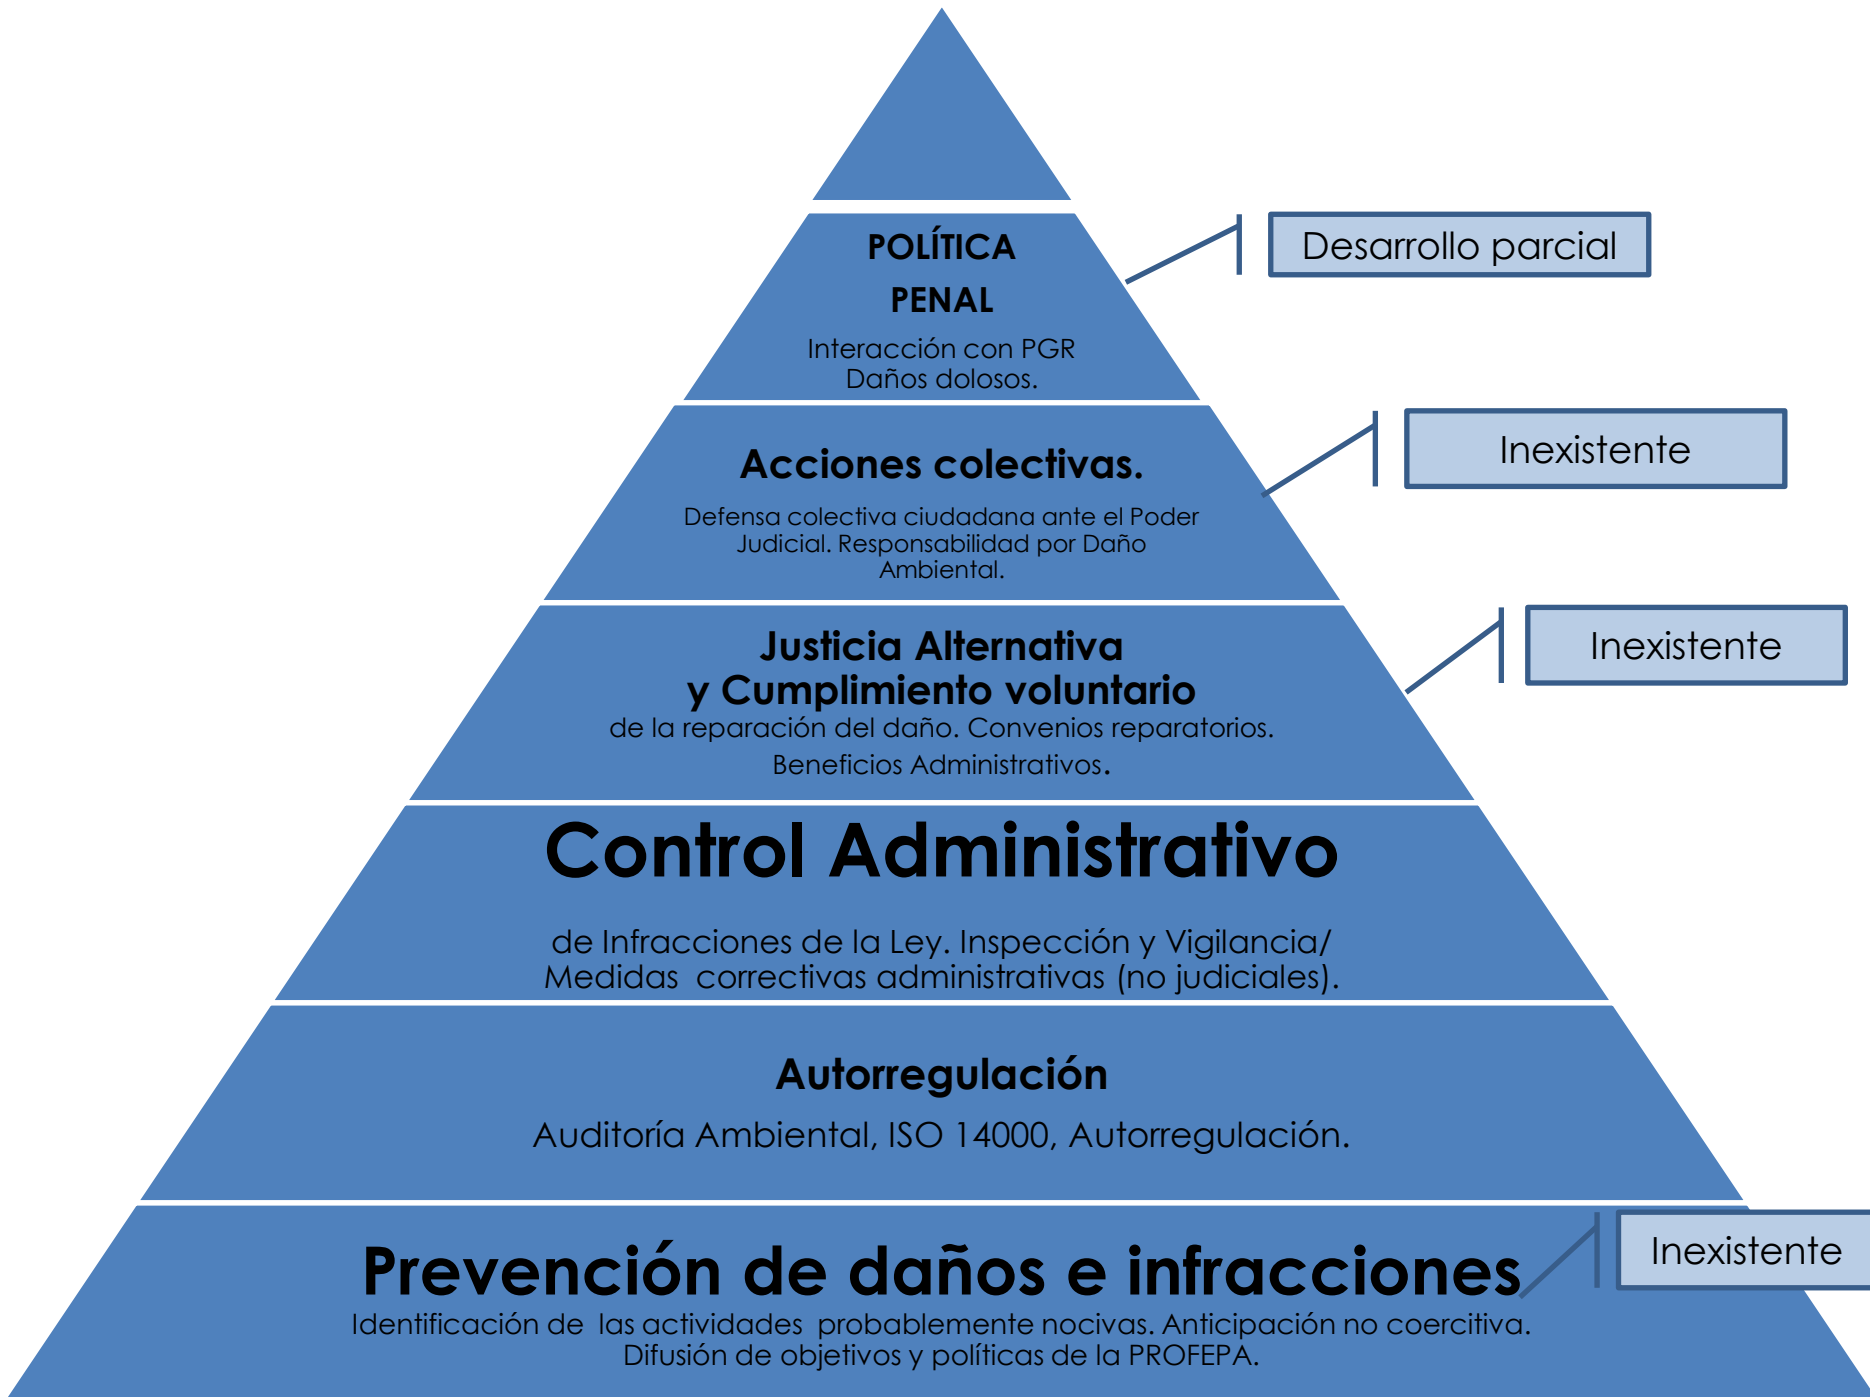 POLÍTICA
PENAL
Interacción con PGR
Daños dolosos.
Desarrollo parcial
Acciones colectivas.
Defensa colectiva ciudadana ante el Poder
Judicial. Responsabilidad por Daño
Ambiental.
Inexistente
Justicia Alternativa
y Cumplimiento voluntario
de la reparación del daño. Convenios reparatorios.
Beneficios Administrativos.
Inexistente
Control Administrativo
de Infracciones de la Ley. Inspección y Vigilancia/
Medidas correctivas administrativas (no judiciales).
Autorregulación
Auditoría Ambiental, ISO 14000, Autorregulación.
Prevención de daños e infracciones
Identificación de las actividades probablemente nocivas. Anticipación no coercitiva.
Difusión de objetivos y políticas de la PROFEPA.
Inexistente